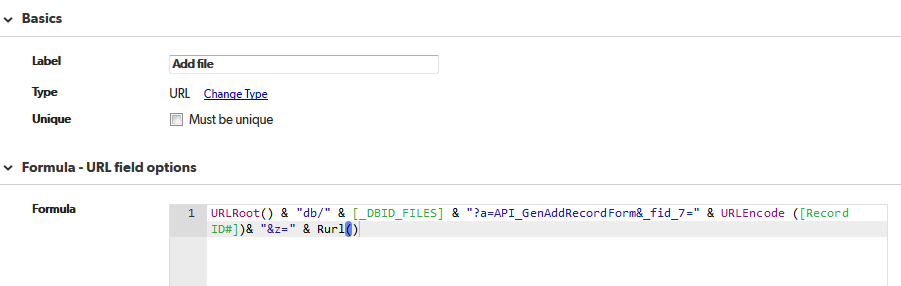 Basics
Label Add file
Type URL Change Type
Unique Must be unique
Formula - URL field options
Formula 1 URLRoot() & "db/" & [_DBID_FILES] & "?a=API_GenAddRecordForm&_fid_7=" & URLEncode ([Record
ID#])& "&z=" & Rurl()